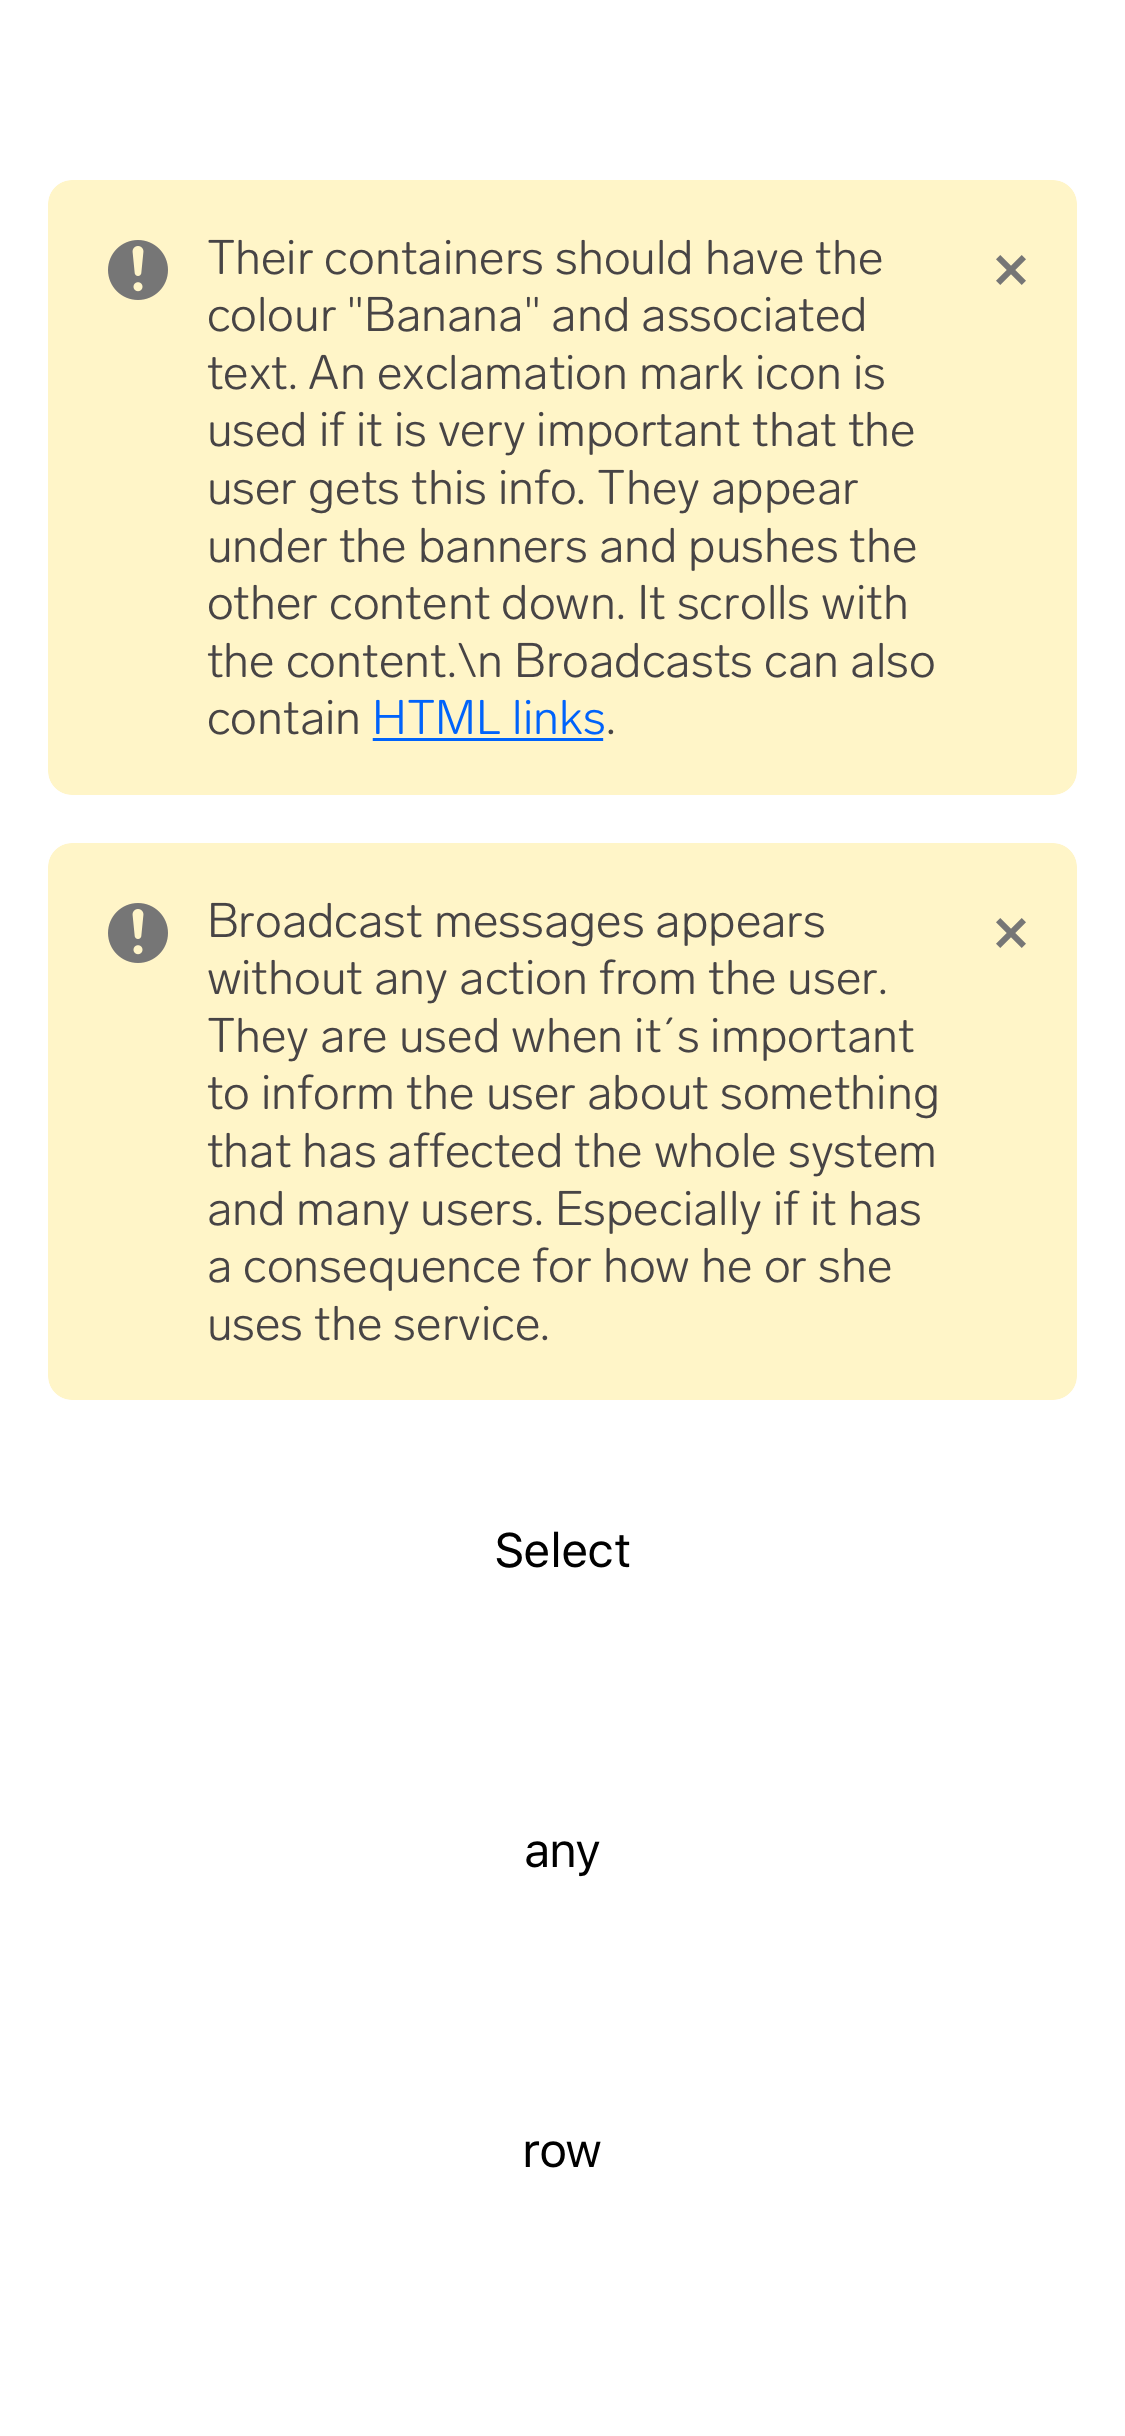 Their containers should have the
colour "Banana" and associated
text. An exclamation mark icon is
used if it is very important that the
user gets this info. They appear
under the banners and pushes the
other content down. It scrolls with
the content.\n Broadcasts can also
contain HTML links.
Broadcast messages appears
without any action from the user.
They are used when it´s important
to inform the user about something
that has affected the whole system
and many users. Especially if it has
a consequence for how he or she
uses the service.
Select
any
row